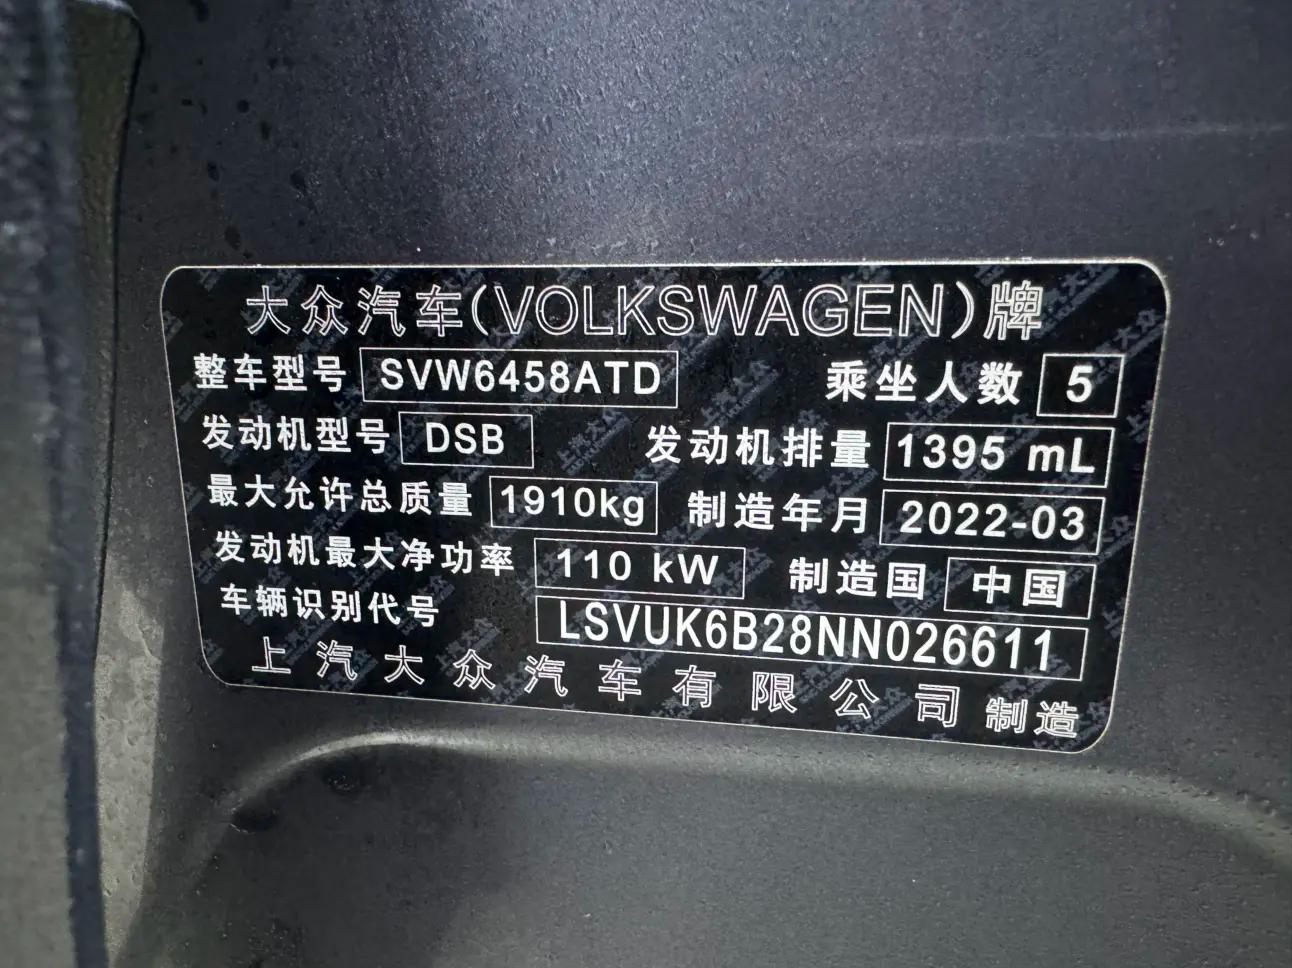 大众汽车(VOLKSWAGEN)牌
整车型号 SVW6458ATD 乘坐人数 5
发动机型号 DSB 发动机排量 1395 mL
最大允许总质量 1910kg 制造年月 2022-03
发动机最大净功率 110 kW 制造国 中国
车辆识别代号 LSVUK6B28NN026611
上汽大众汽车有限公司制造